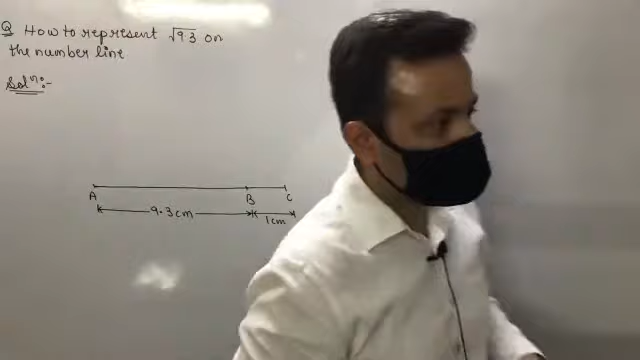 Q How to represent √9.3 on
the number line
Solⁿ:-
A B C
9.3cm 1cm